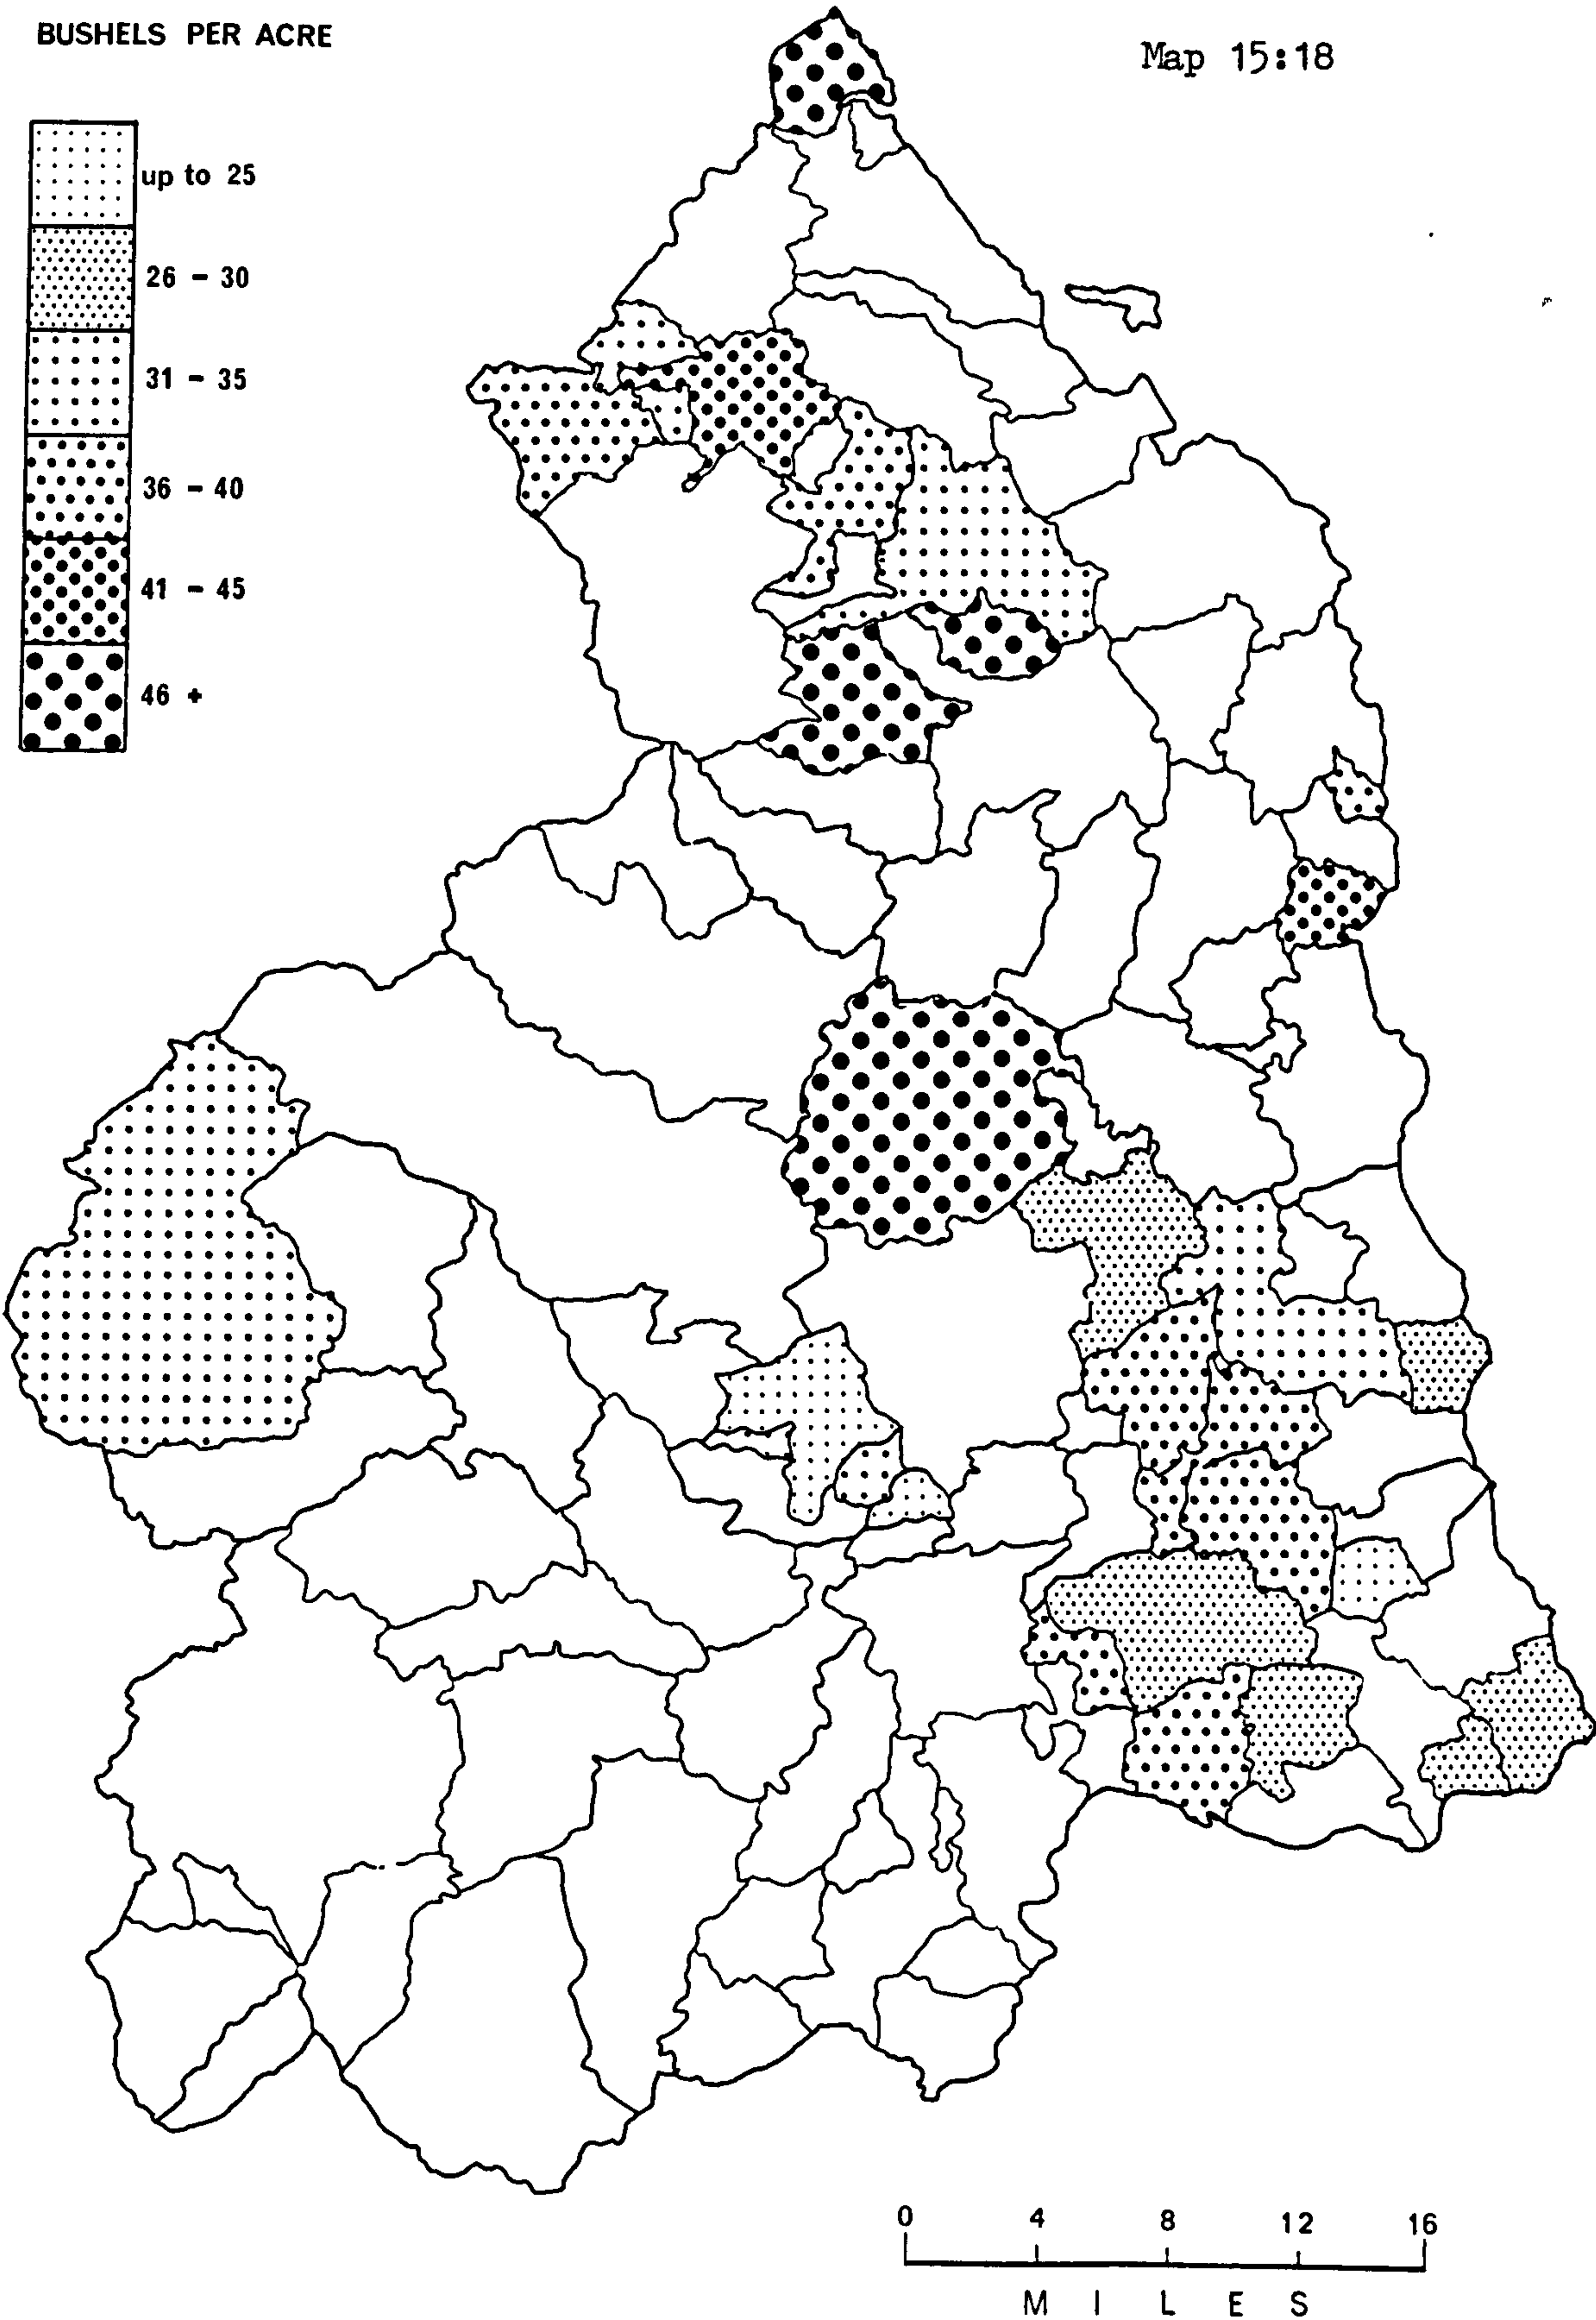 BUSHELS PER ACRE
Map 15:18
up to 25
26 - 30
31 - 35
36 - 40
41 - 45
46 +
0 4 8 12 16
M I L E S